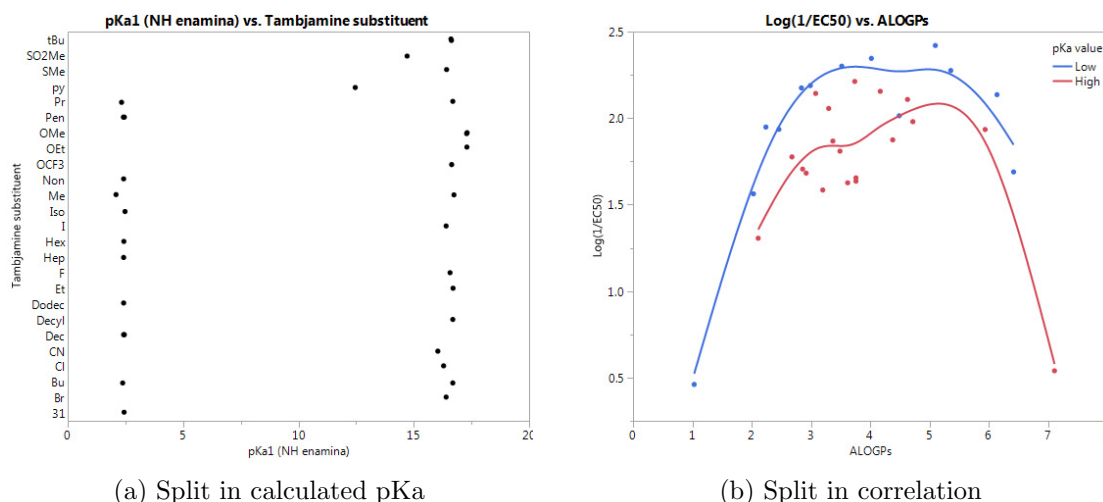 pKa1 (NH enamina) vs. Tambjamine substituent
Tambjamine substituent
tBu
SO2Me
SMe
py
Pr
Pen
OMe
OEt
OCF3
Non
Me
Iso
I
Hex
Hep
F
Et
Dodec
Decyl
Dec
CN
Cl
Bu
Br
31
0 5 10 15 20
pKa1 (NH enamina)
(a) Split in calculated pKa
Log(1/EC50) vs. ALOGPs
Log(1/EC50)
2.5
2.0
1.5
1.0
0.5
pKa value
Low
High
0 1 2 3 4 5 6 7
ALOGPs
(b) Split in correlation